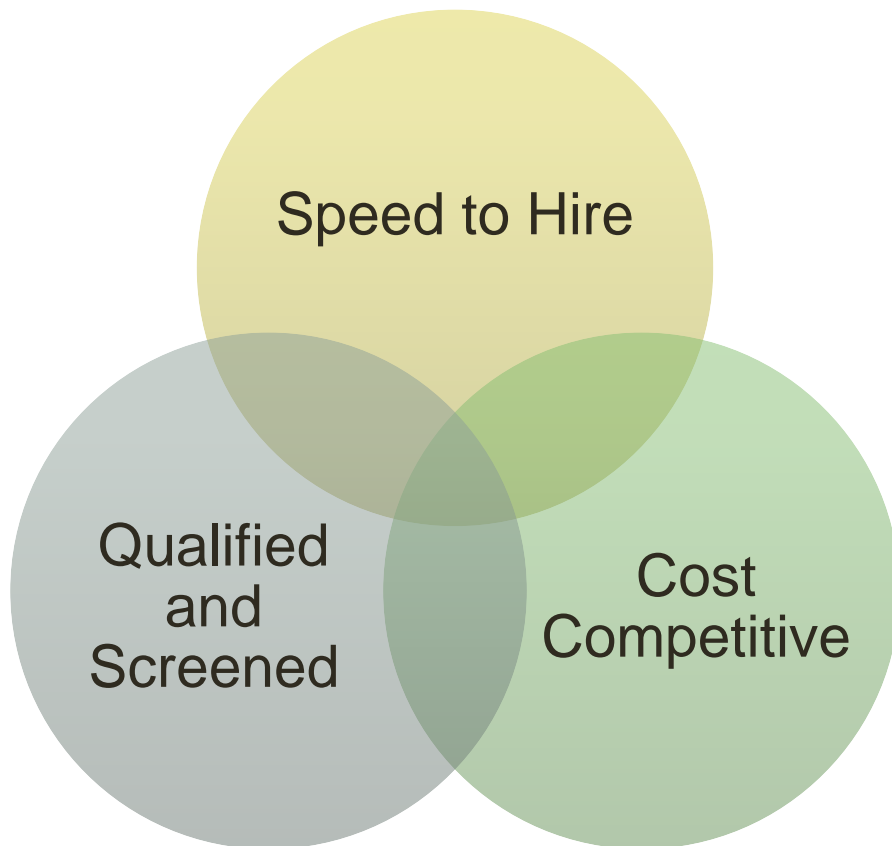 Speed to Hire
Qualified
and
Screened
Cost
Competitive